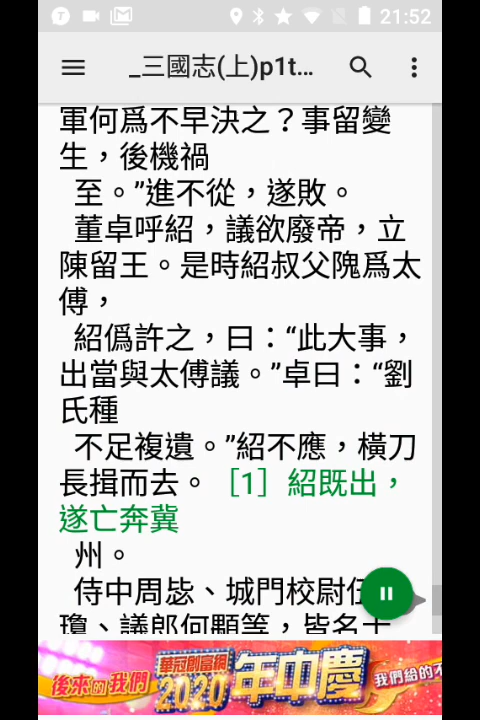 21:52
_三國志(上)p1t...
軍何爲不早決之？事留變
生，後機禍
至。”進不從，遂敗。
董卓呼紹，議欲廢帝，立
陳留王。是時紹叔父隗爲太
傅，
紹僞許之，曰：“此大事，
出當與太傅議。”卓曰：“劉
氏種
不足複遺。”紹不應，橫刀
長揖而去。［1］紹既出，
遂亡奔冀
州。
侍中周毖、城門校尉伍
瓊、議郎何顒等，皆名士
後來的我們
華冠創富網
2020
年中慶
我們給的不